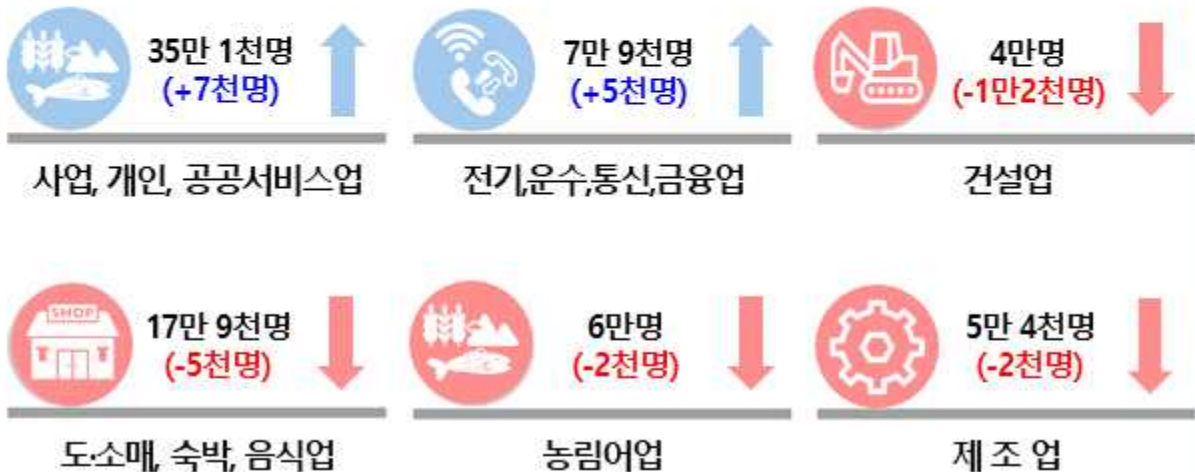 35만 1천명
(+7천명)
사업, 개인, 공공서비스업
7만 9천명
(+5천명)
전기,운수,통신,금융업
4만명
(-1만2천명)
건설업
SHOP
17만 9천명
(-5천명)
도·소매, 숙박, 음식업
6만명
(-2천명)
농림어업
5만 4천명
(-2천명)
제 조 업